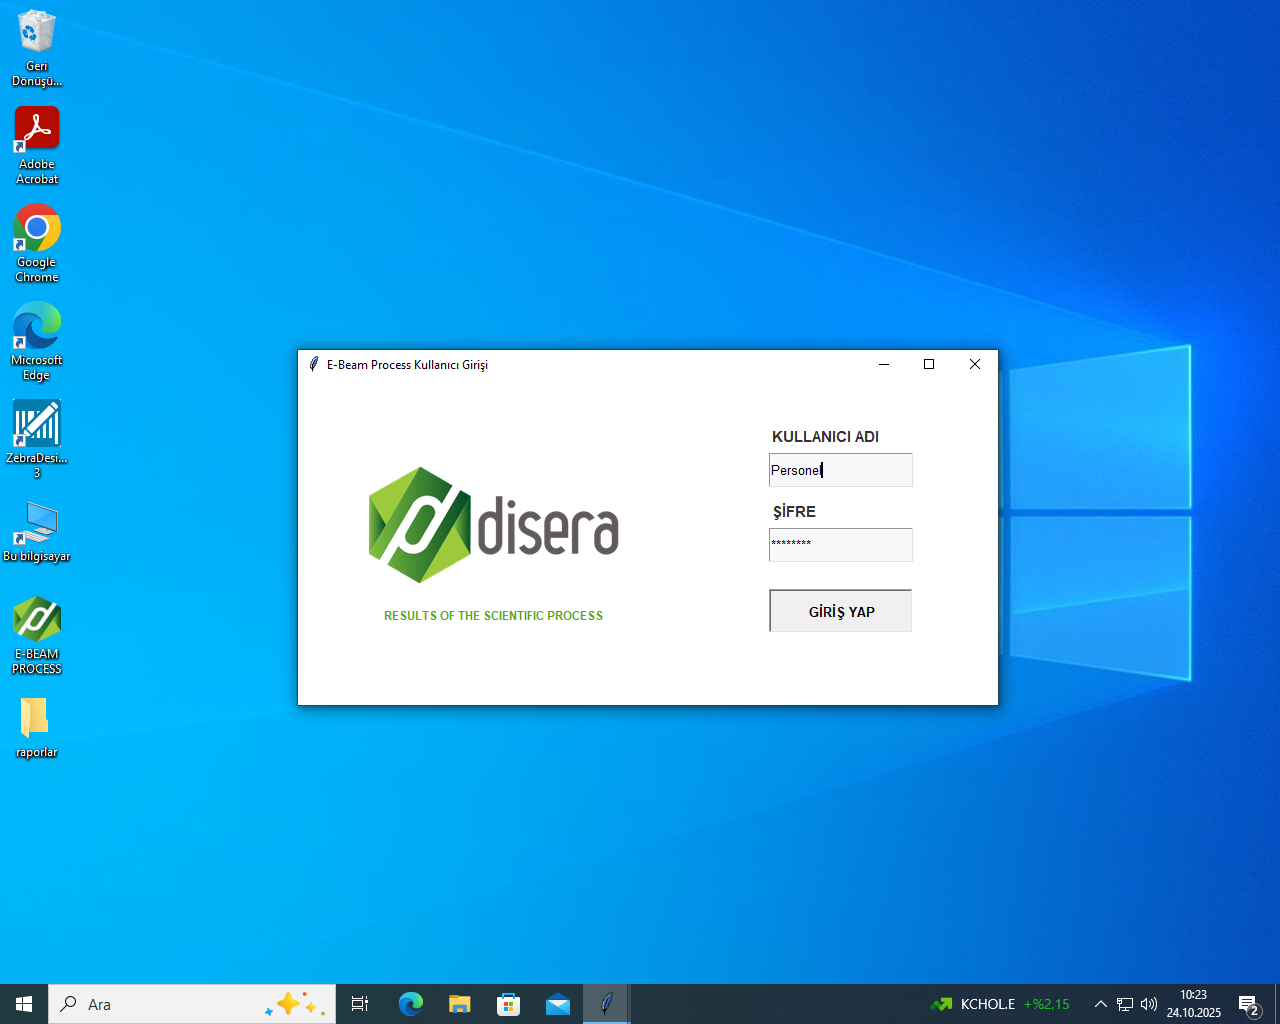 Geri
Dönüşü...
Adobe
Acrobat
Google
Chrome
Microsoft
Edge
ZebraDesi...
3
Bu bilgisayar
E-BEAM
PROCESS
raporlar
E-Beam Process Kullanıcı Girişi
disera
RESULTS OF THE SCIENTIFIC PROCESS
KULLANICI ADI
Personel
ŞİFRE
********
GİRİŞ YAP
Ara
KCHOL.E +%2,15
10:23
24.10.2025
2